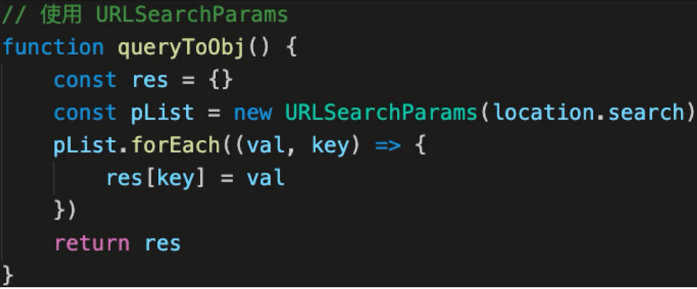 // 使用 URLSearchParams
function queryToObj() {
    const res = {}
    const pList = new URLSearchParams(location.search)
    pList.forEach((val, key) => {
        res[key] = val
    })
    return res
}